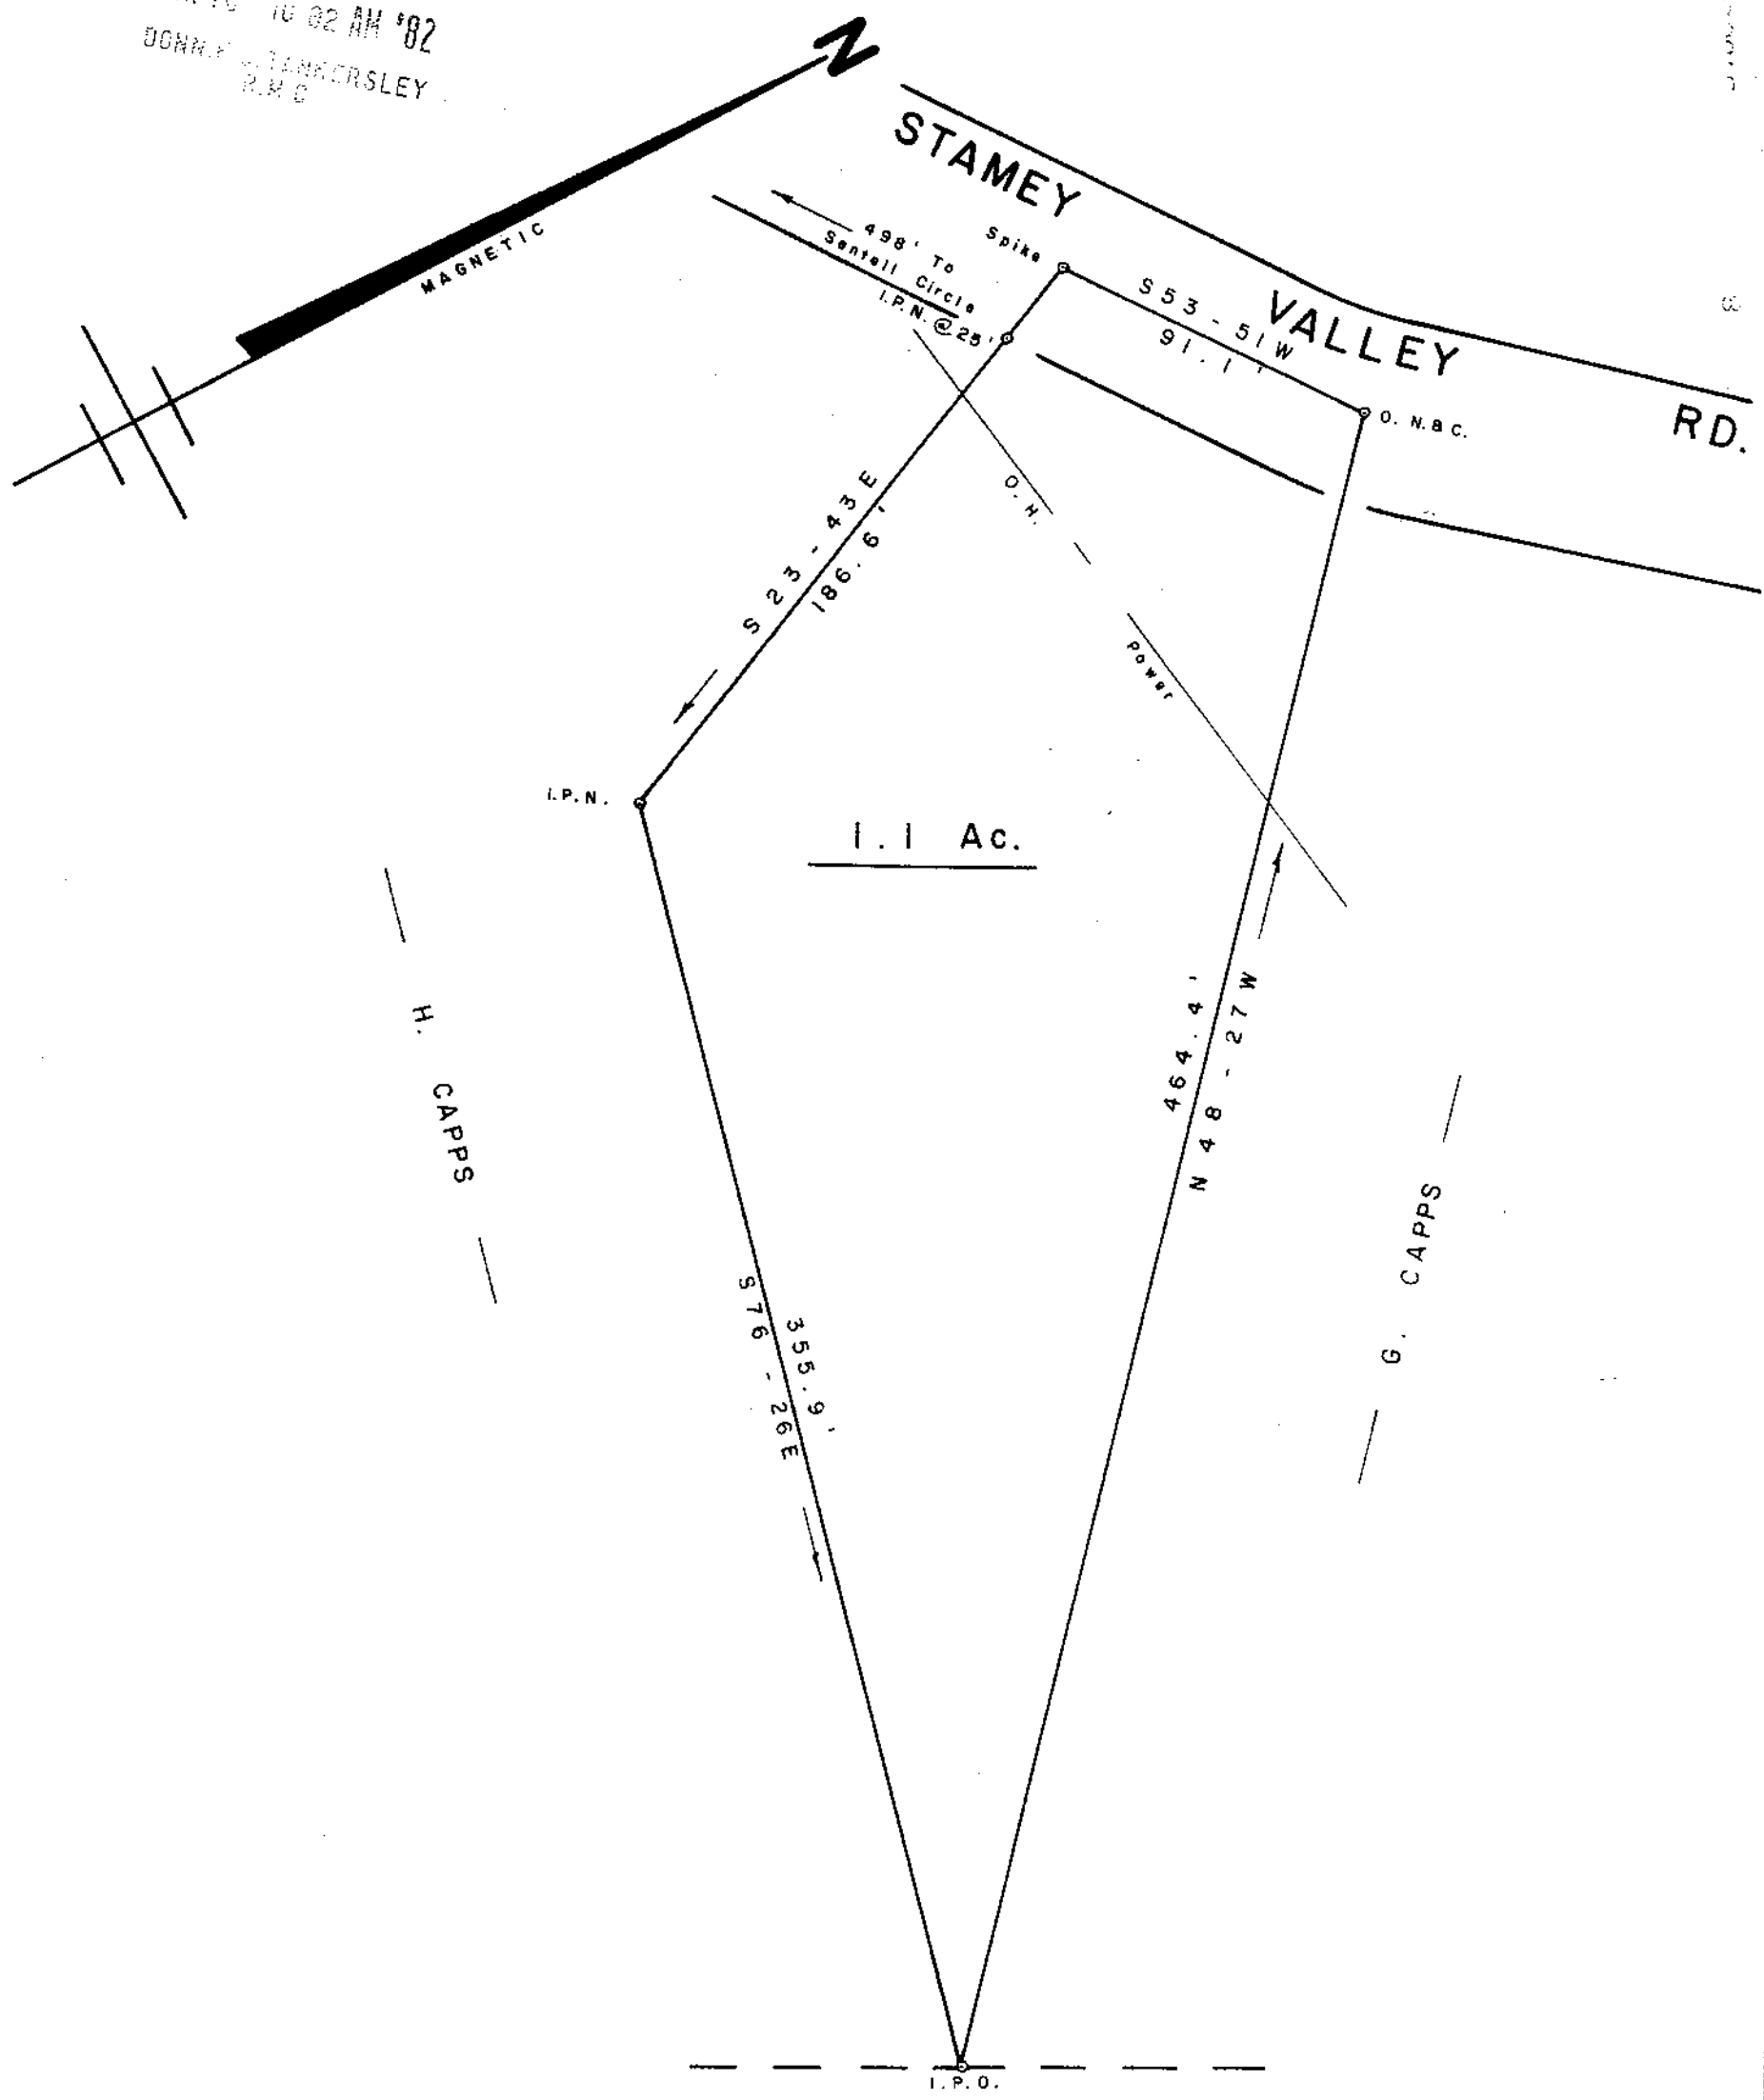 10 02 AM '82
TANKERSLEY
R.M.C
N
MAGNETIC
STAMEY
VALLEY
RD.
498' To
Sentell Circle
I.P.N. @ 25'
Spike
S 53 - 51 W
91.1'
O. N.&C.
S 23 - 43 E
186.6'
O. H.
Power
I.P.N.
1.1 AC.
H. CAPPS
464.4'
N 48 - 27 W
G. CAPPS
S 76 - 26 E
355.9'
I.P.O.